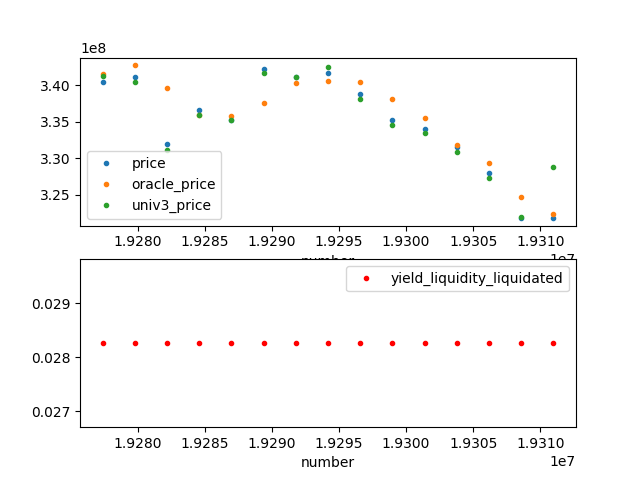 1e8
3.40
3.35
3.30
3.25
price
oracle_price
univ3_price
1.9280 1.9285 1.9290 1.9295 1.9300 1.9305 1.9310
number
1e7
0.029
0.028
0.027
yield_liquidity_liquidated
1.9280 1.9285 1.9290 1.9295 1.9300 1.9305 1.9310
number
1e7